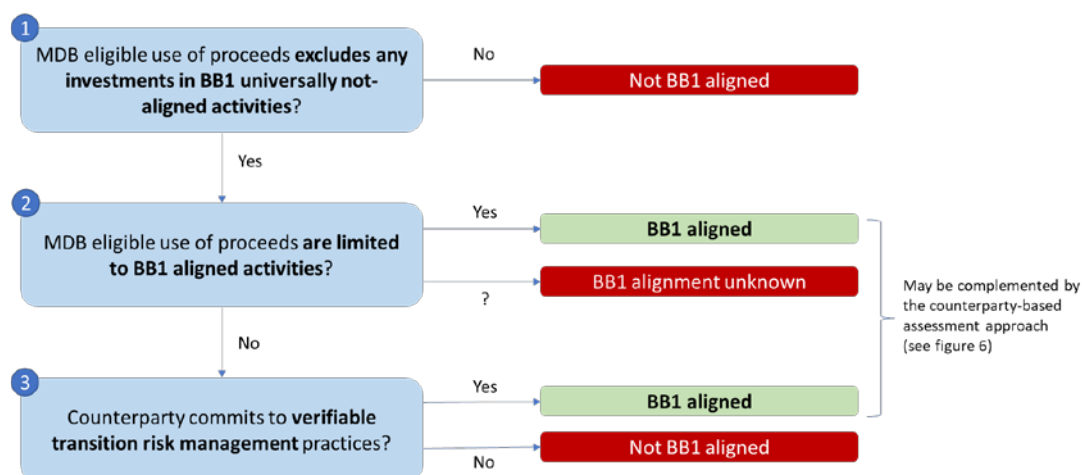 1
MDB eligible use of proceeds excludes any
investments in BB1 universally not-
aligned activities?
No
Not BB1 aligned
Yes
2
MDB eligible use of proceeds are limited
to BB1 aligned activities?
Yes
BB1 aligned
?
BB1 alignment unknown
May be complemented by
the counterparty-based
assessment approach
(see figure 6)
No
3
Counterparty commits to verifiable
transition risk management practices?
Yes
BB1 aligned
No
Not BB1 aligned